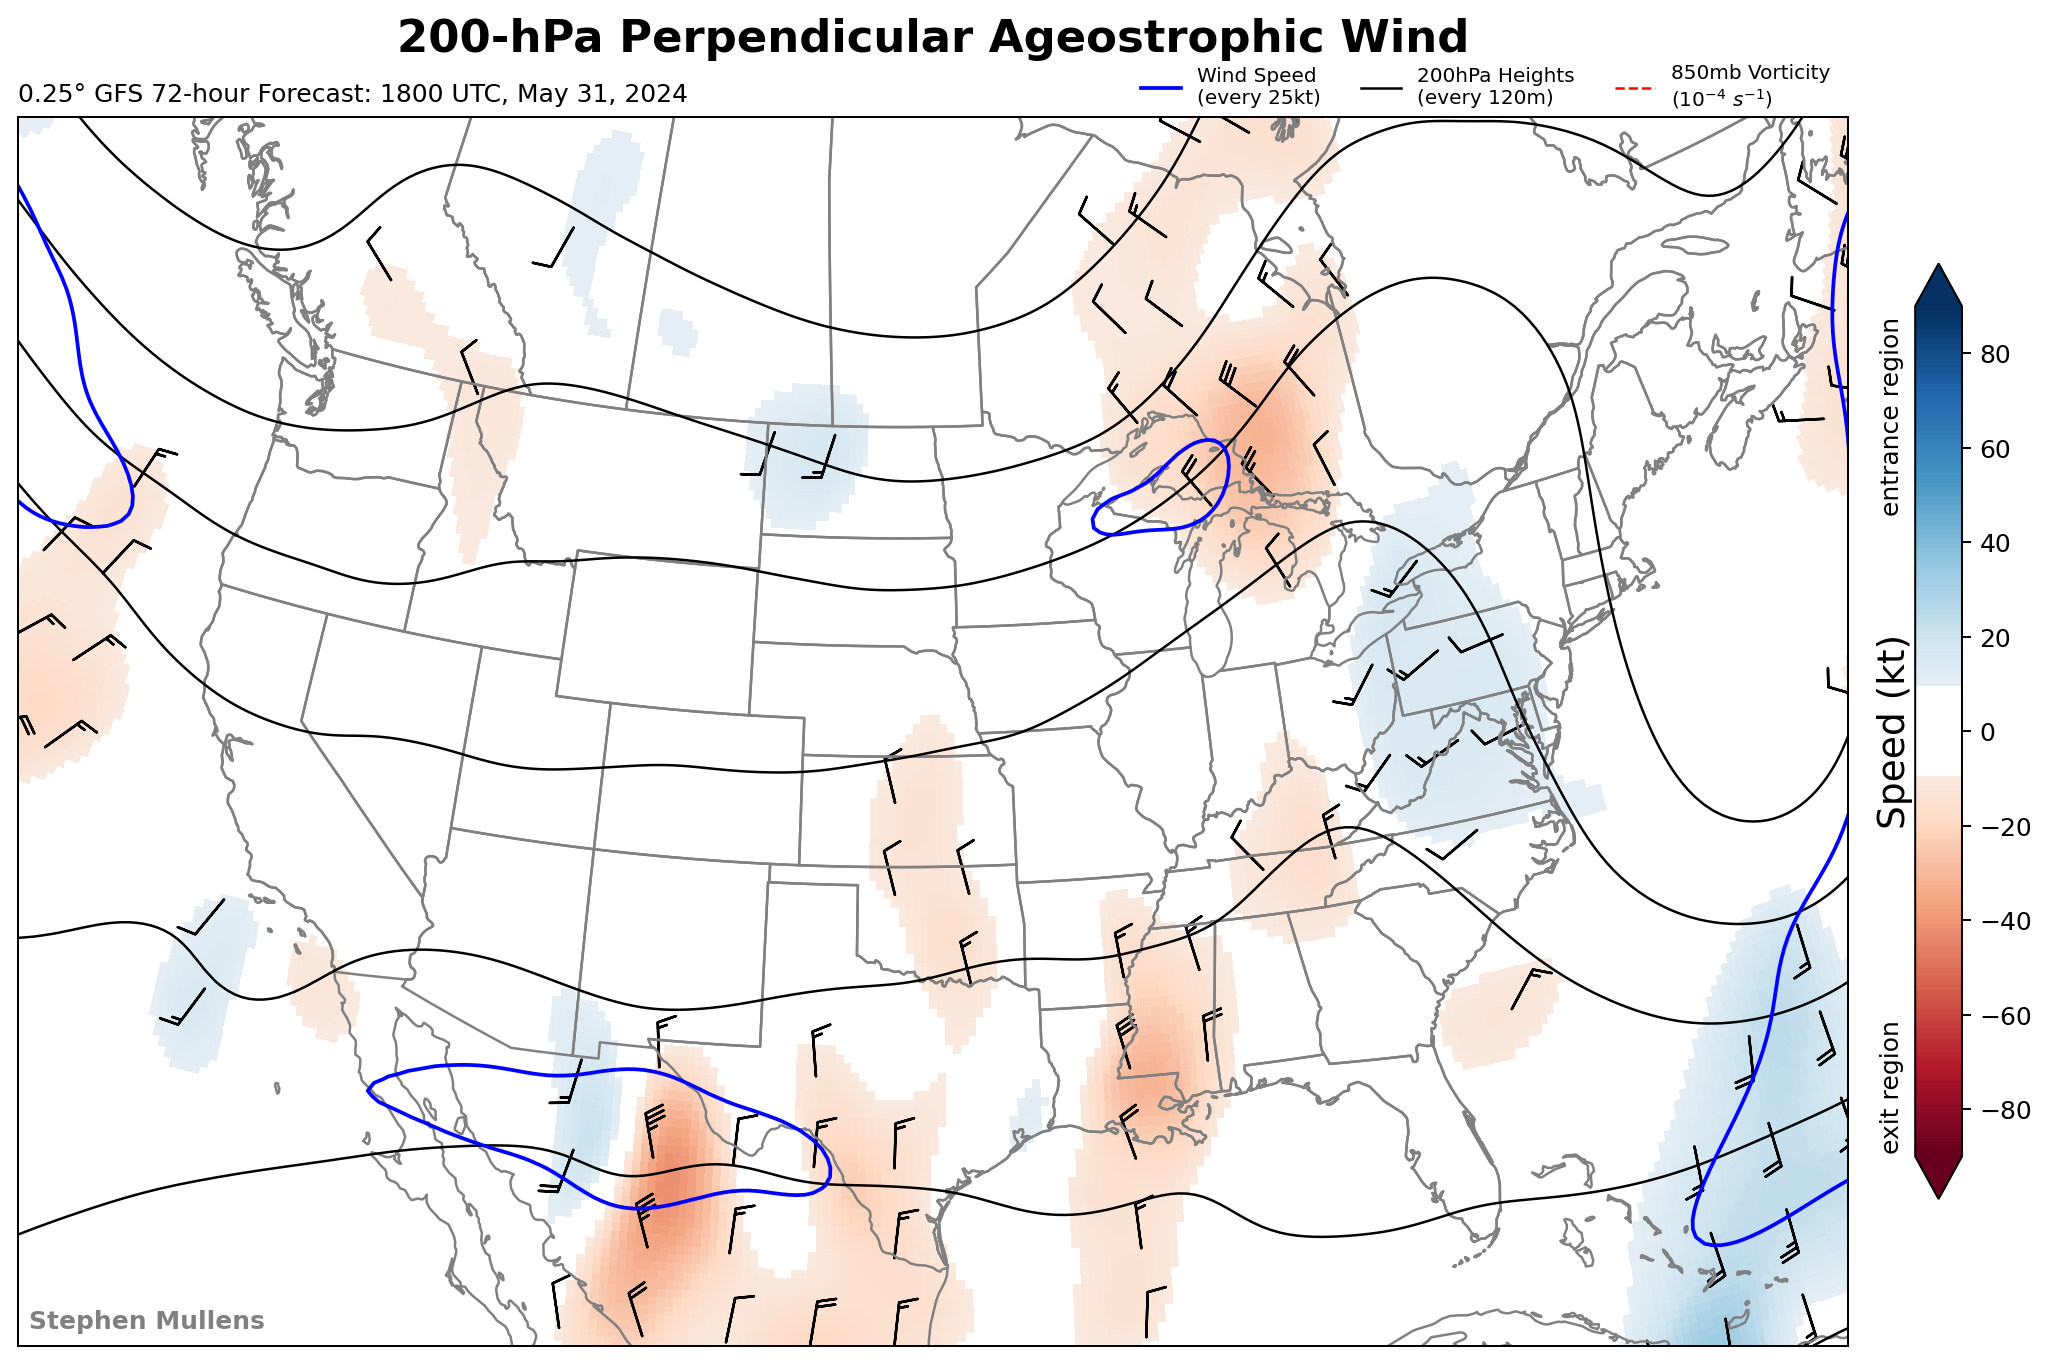 200-hPa Perpendicular Ageostrophic Wind
0.25° GFS 72-hour Forecast: 1800 UTC, May 31, 2024
Wind Speed
(every 25kt)
200hPa Heights
(every 120m)
850mb Vorticity
(10⁻⁴ s⁻¹)
entrance region
Speed (kt)
exit region
80
60
40
20
0
−20
−40
−60
−80
Stephen Mullens